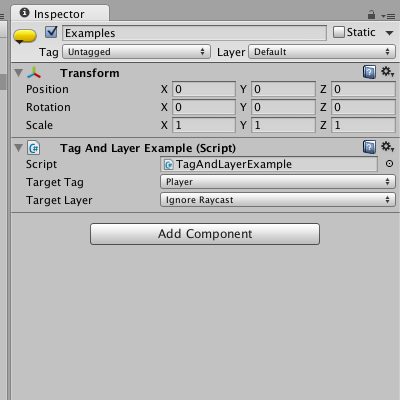 Inspector
Examples Static
Tag Untagged Layer Default
Transform
Position X 0 Y 0 Z 0
Rotation X 0 Y 0 Z 0
Scale X 1 Y 1 Z 1
C# Tag And Layer Example (Script)
Script TagAndLayerExample
Target Tag Player
Target Layer Ignore Raycast
Add Component